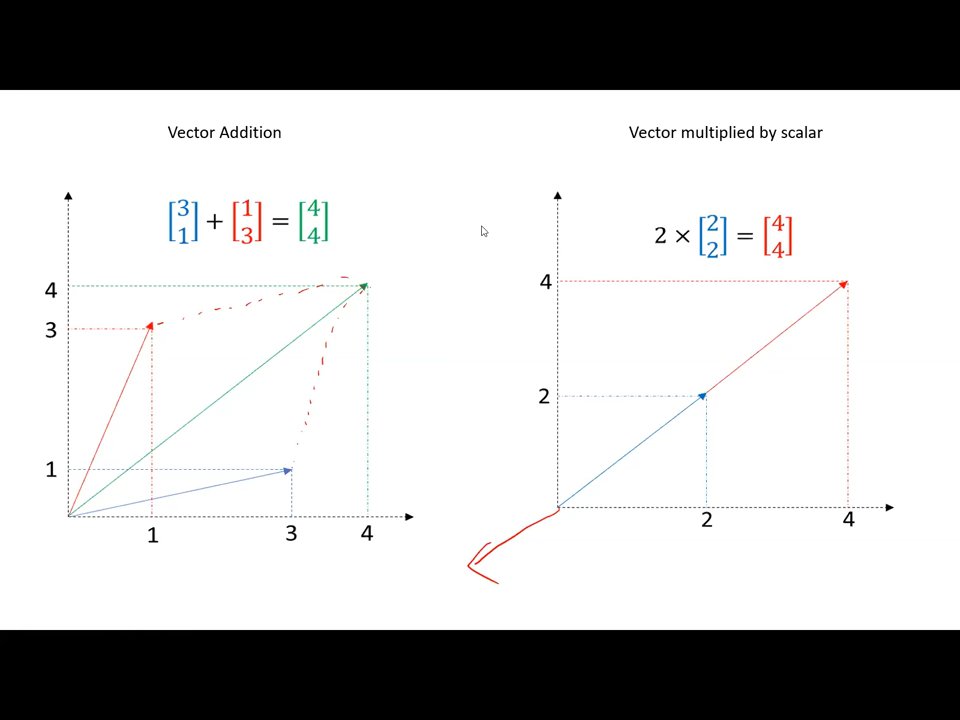 Vector Addition
[3 1] + [1 3] = [4 4]
4
3
1
1 3 4
Vector multiplied by scalar
2 × [2 2] = [4 4]
4
2
2 4